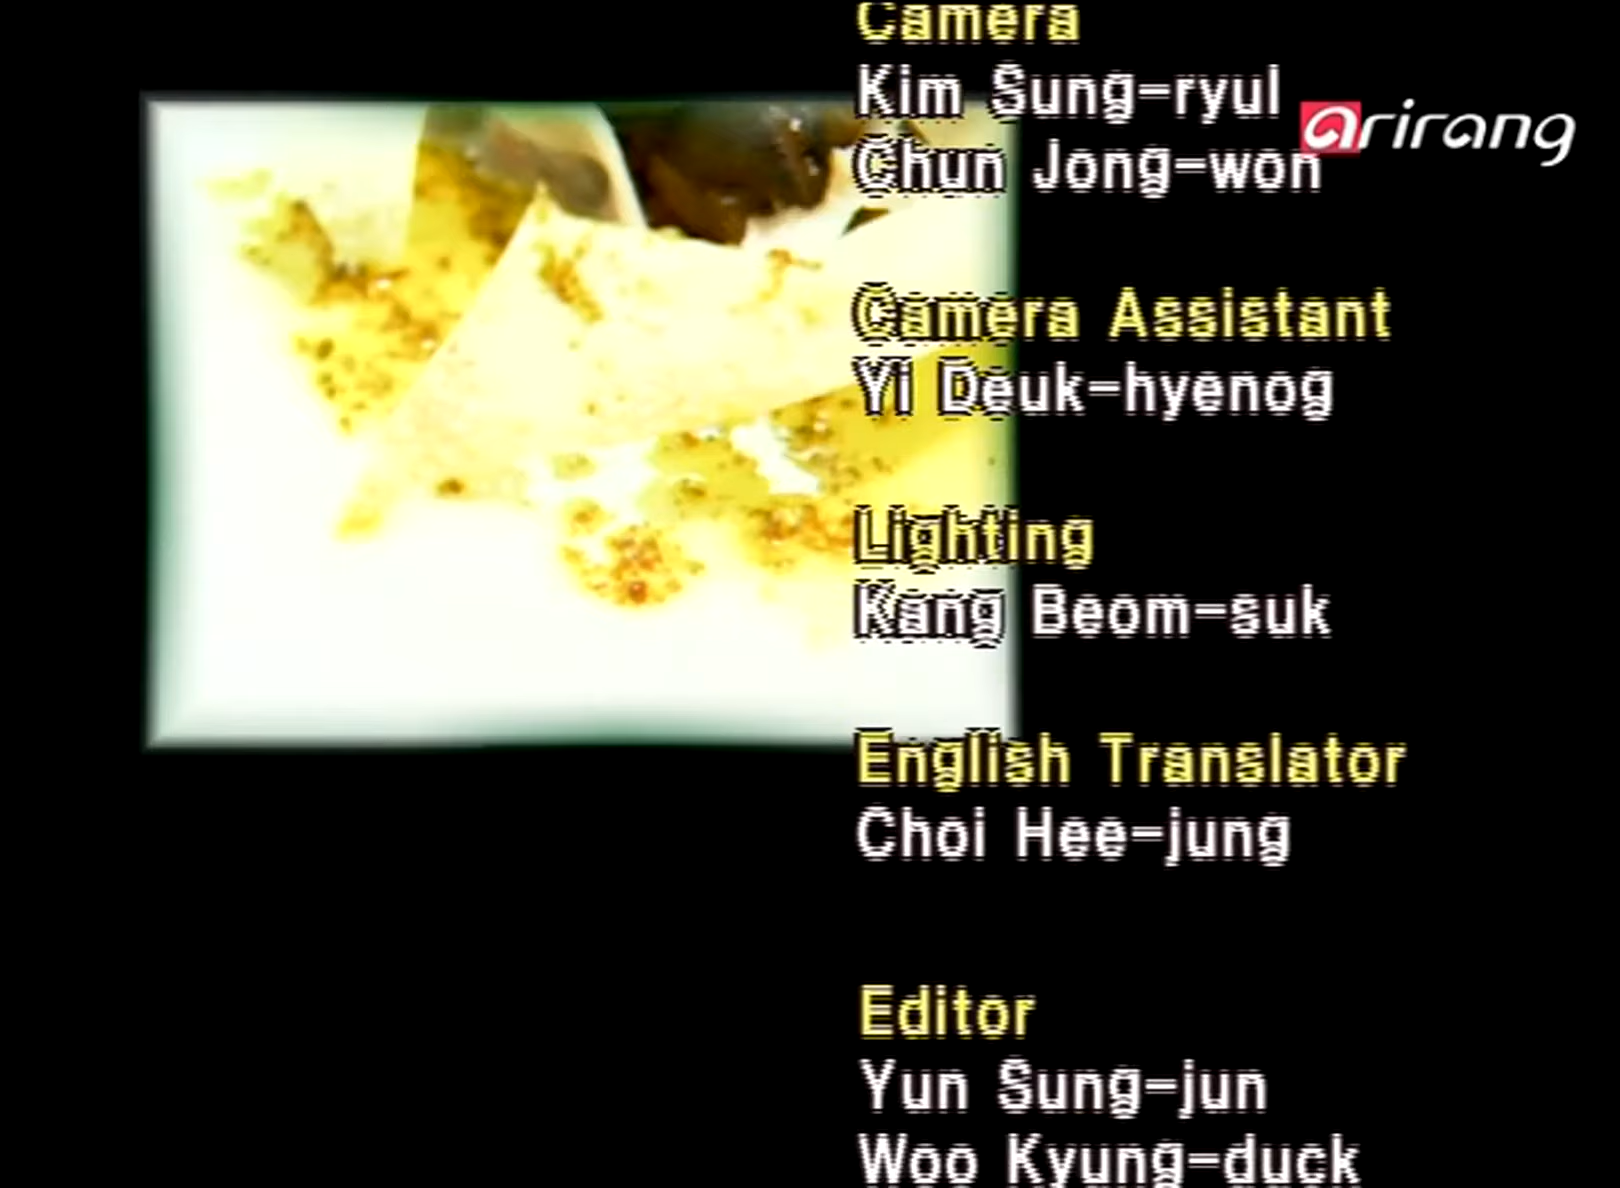 Camera
Kim Sung-ryul
arirang
Chun Jong-won
Camera Assistant
Yi Deuk-hyenog
Lighting
Kang Beom-suk
English Translator
Choi Hee-jung
Editor
Yun Sung-jun
Woo Kyung-duck